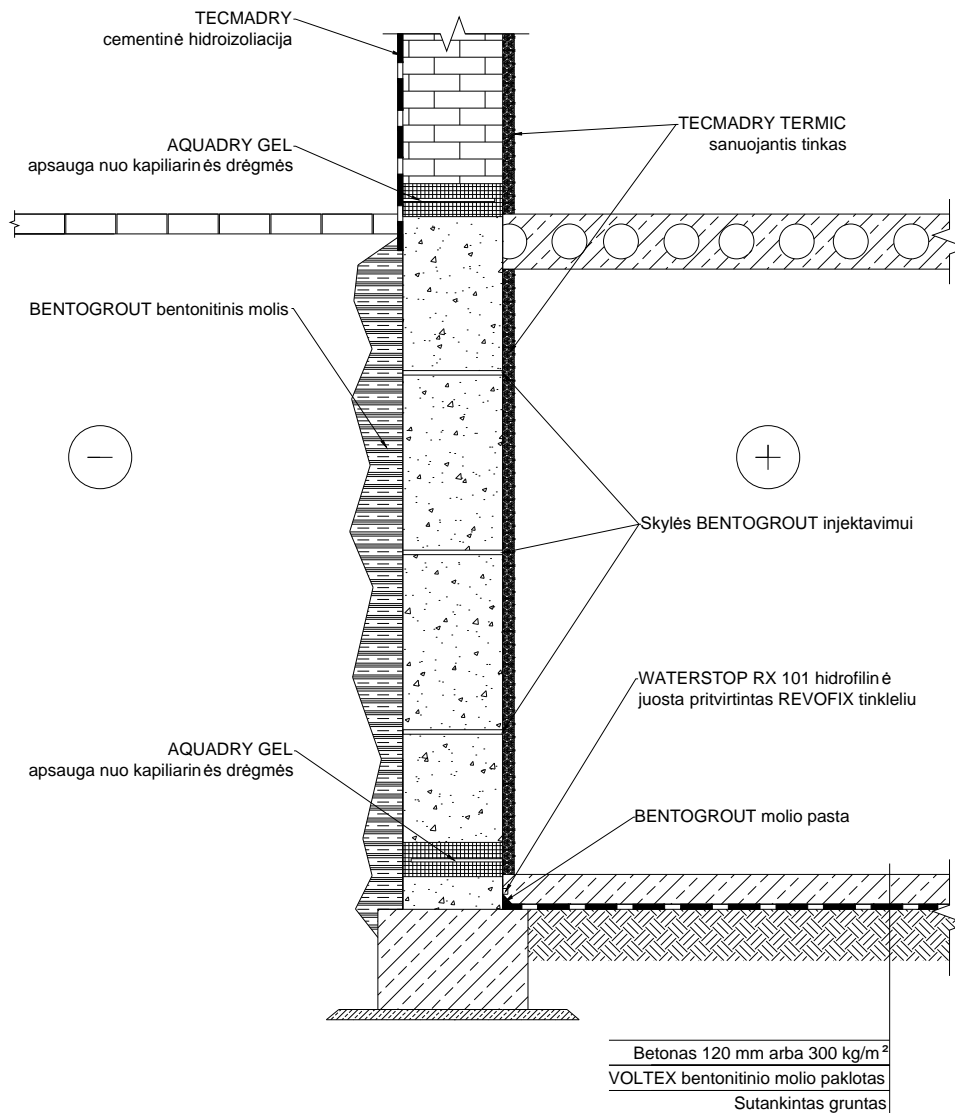 TECMADRY
cementinė hidroizoliacija
AQUADRY GEL
apsauga nuo kapiliarinės drėgmės
TECMADRY TERMIC
sanuojantis tinkas
BENTOGROUT bentonitinis molis
Skylės BENTOGROUT injektavimui
WATERSTOP RX 101 hidrofilinė
juosta pritvirtintas REVOFIX tinkleliu
AQUADRY GEL
apsauga nuo kapiliarinės drėgmės
BENTOGROUT molio pasta
Betonas 120 mm arba 300 kg/m²
VOLTEX bentonitinio molio paklotas
Sutankintas gruntas